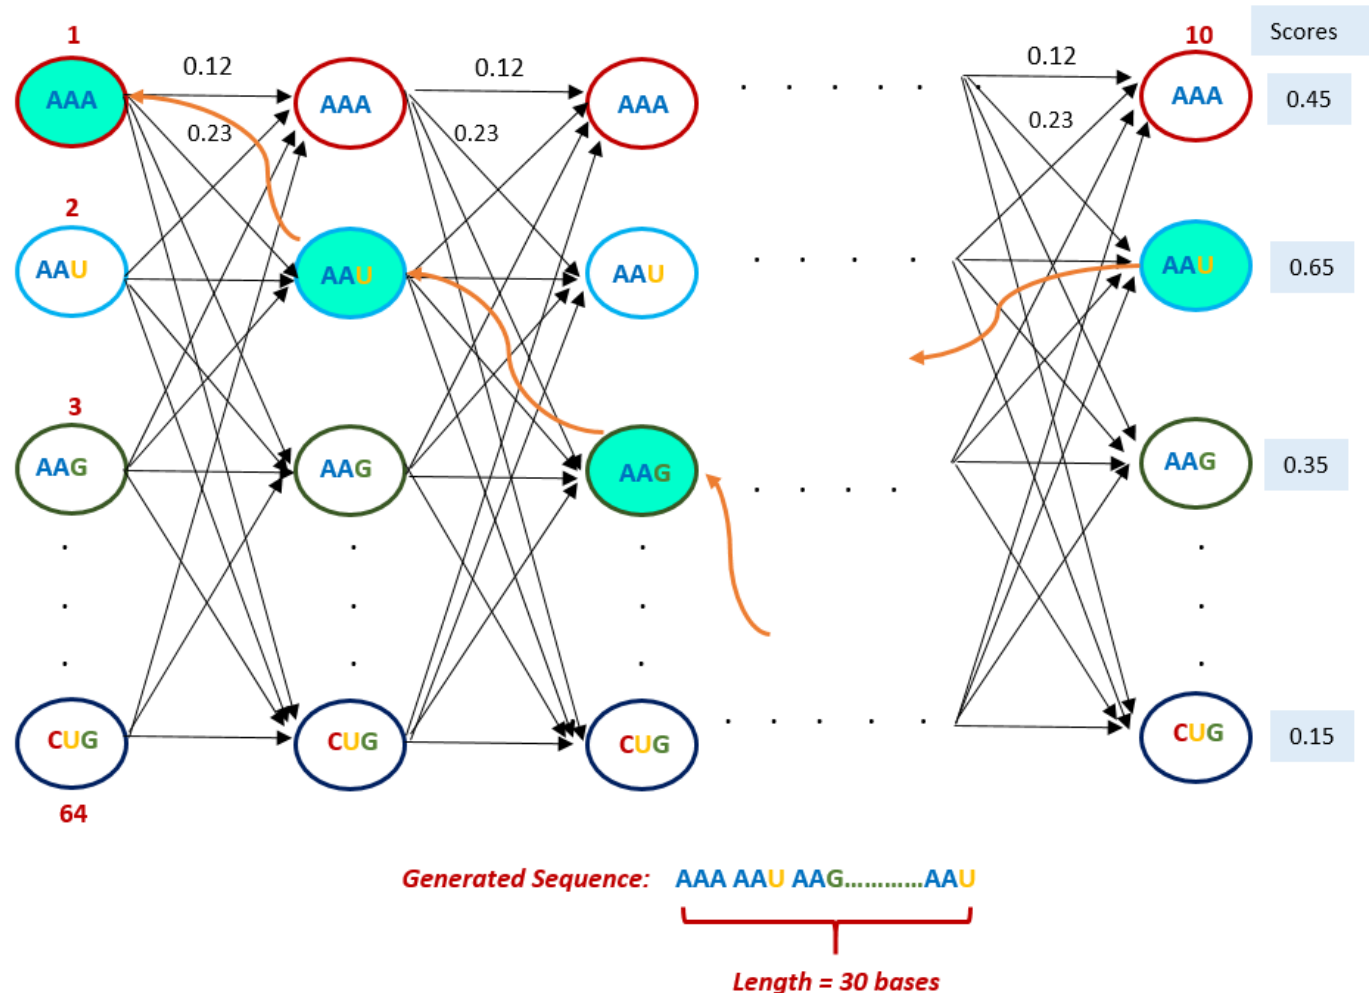 1 10 Scores
0.12 0.12 0.12
AAA AAA AAA AAA 0.45
0.23 0.23 0.23
2
AAU AAU AAU AAU 0.65
3
AAG AAG AAG AAG 0.35
CUG CUG CUG CUG 0.15
64
Generated Sequence: AAA AAU AAG............AAU
Length = 30 bases